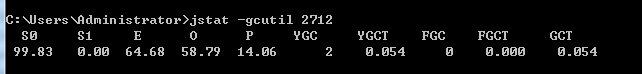 C:\Users\Administrator>jstat -gcutil 2712
S0 S1 E O P YGC YGCT FGC FGCT GCT
99.83 0.00 64.68 58.79 14.06 2 0.054 0 0.000 0.054